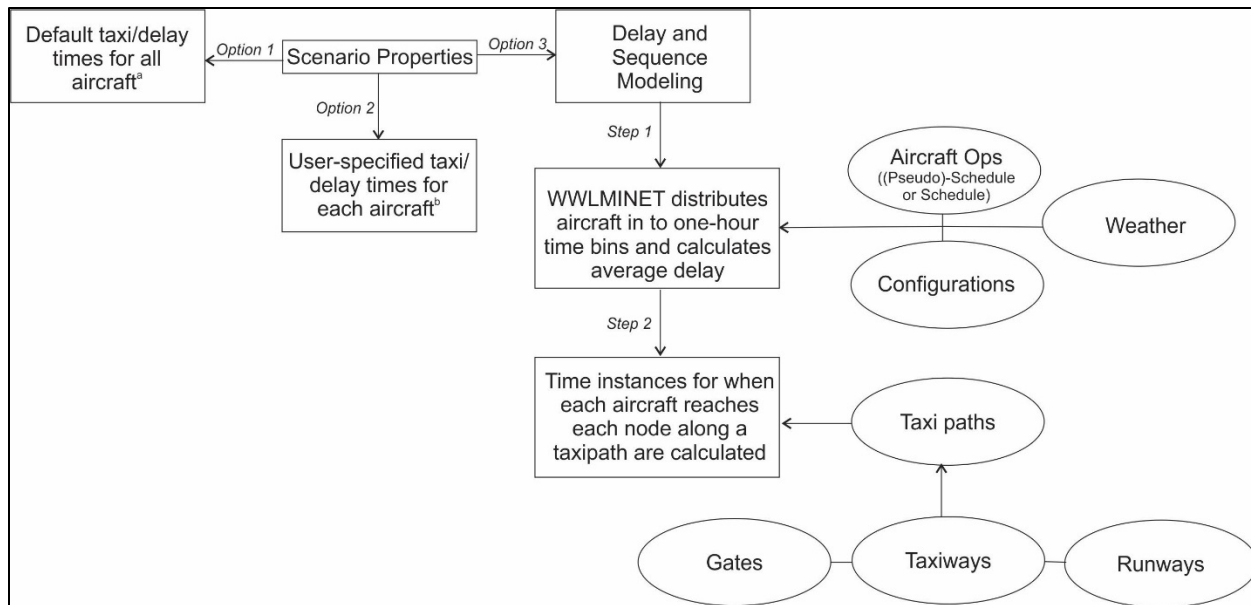 Default taxi/delay
times for all
aircraftᵃ
Option 1
Scenario Properties
Option 3
Delay and
Sequence
Modeling
Option 2
User-specified taxi/
delay times for
each aircraftᵇ
Step 1
WWLMINET distributes
aircraft in to one-hour
time bins and calculates
average delay
Aircraft Ops
((Pseudo)-Schedule
or Schedule)
Weather
Configurations
Step 2
Time instances for when
each aircraft reaches
each node along a
taxipath are calculated
Taxi paths
Gates
Taxiways
Runways